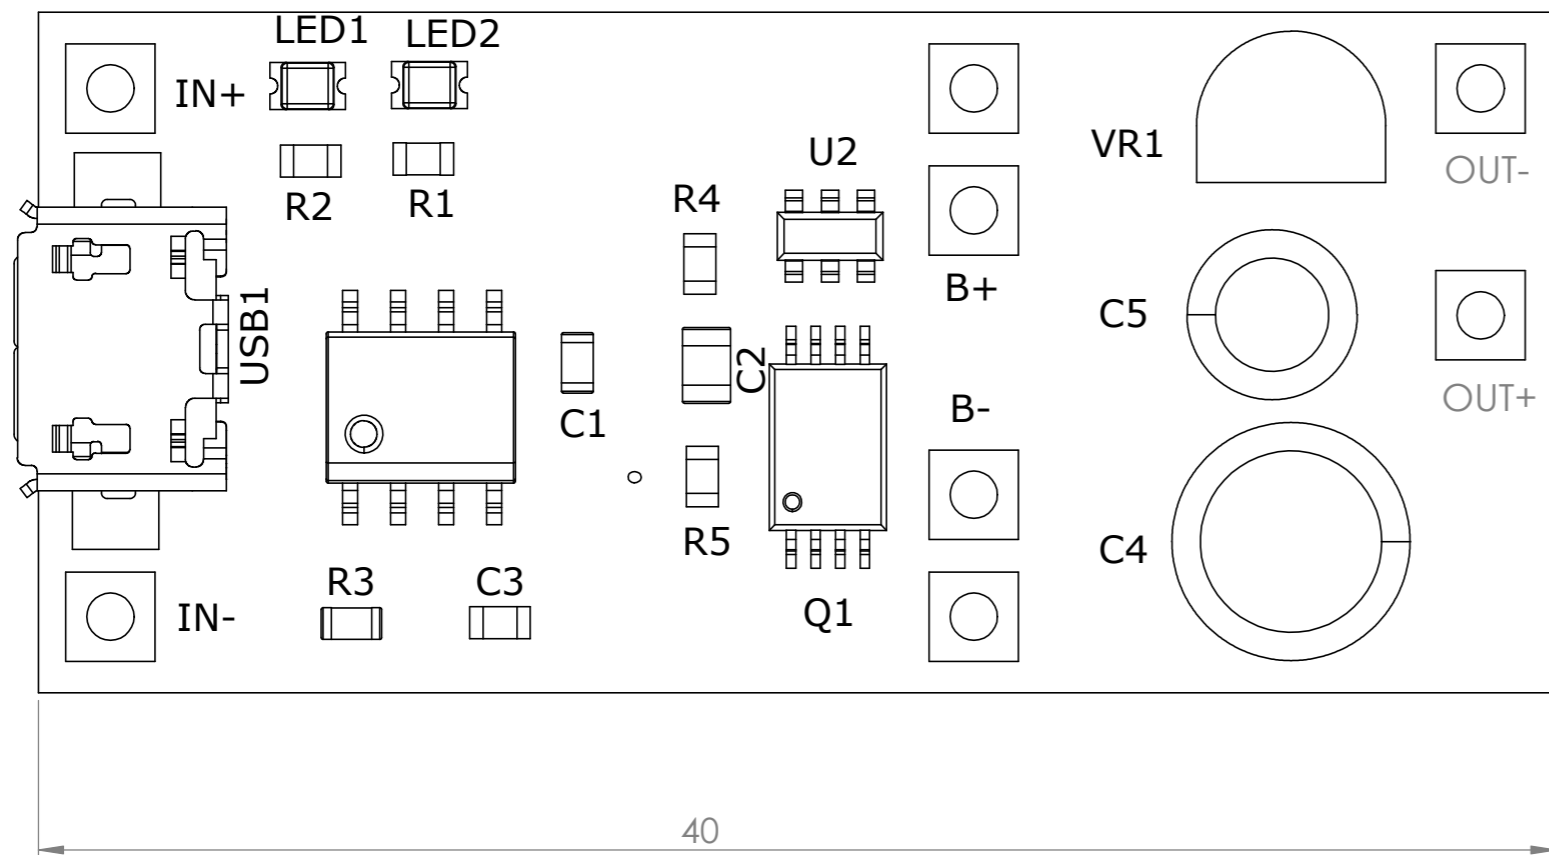 LED1
LED2
IN+
R2
R1
U2
VR1
OUT-
R4
B+
USB1
C5
C2
C1
B-
OUT+
R5
C4
R3
C3
IN-
Q1
40